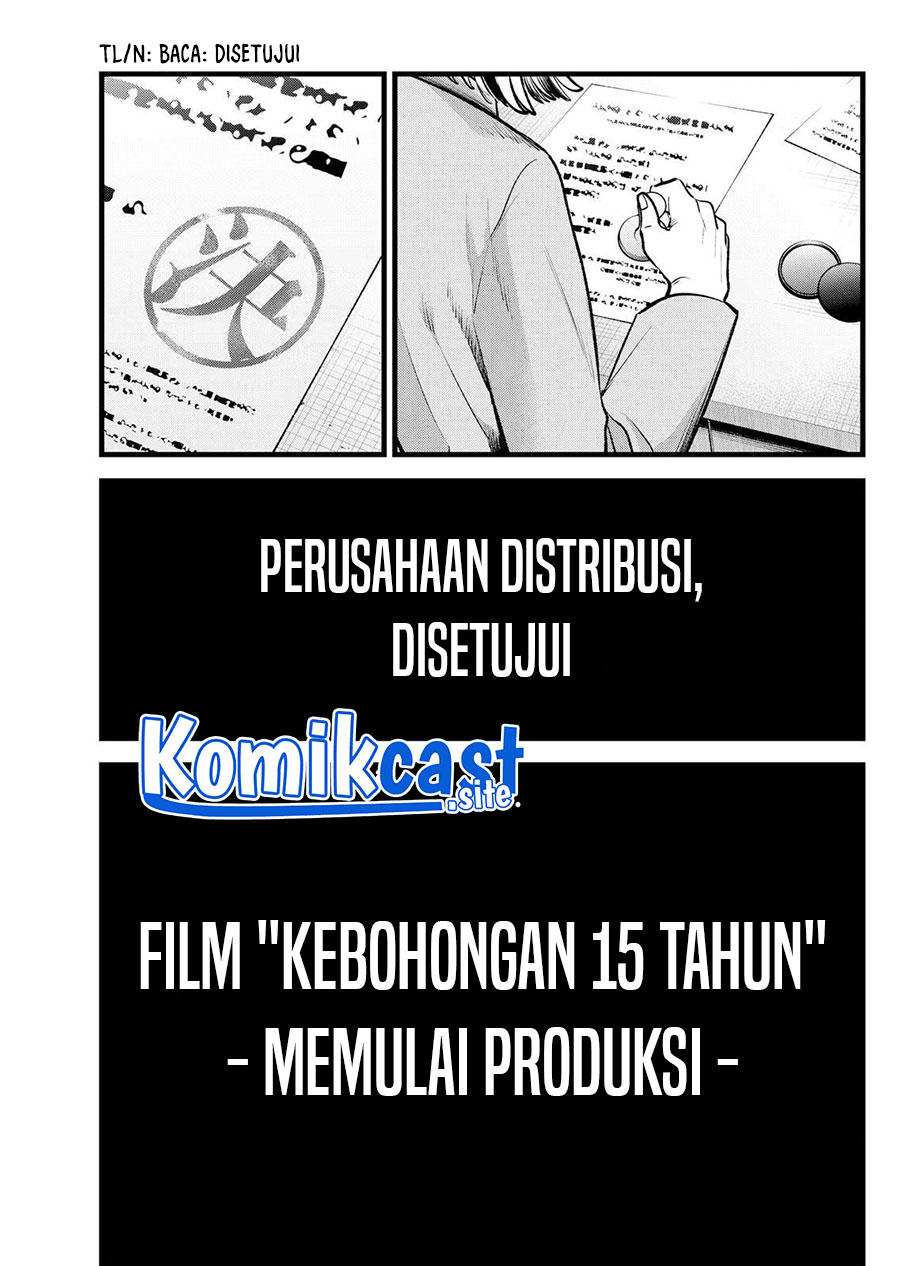 TL/N: BACA: DISETUJUI
決
PERUSAHAAN DISTRIBUSI,
DISETUJUI
Komikcast
.site
FILM "KEBOHONGAN 15 TAHUN"
- MEMULAI PRODUKSI -